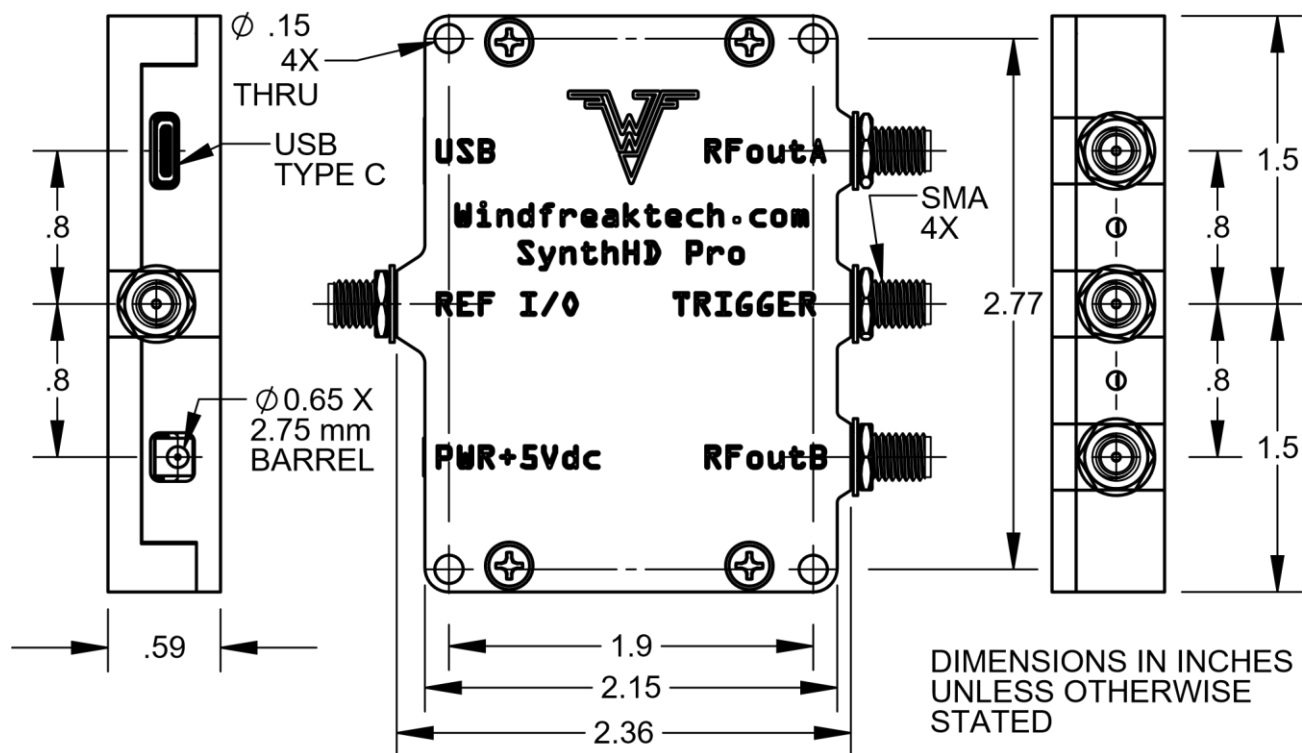 Ø .15
4X
THRU
USB
TYPE C
.8
.8
Ø0.65 X
2.75 mm
BARREL
.59
USB
RFoutA
Windfreaktech.com
SynthHD Pro
REF I/0
TRIGGER
PWR+5Vdc
RFoutB
SMA
4X
2.77
1.9
2.15
2.36
1.5
.8
.8
1.5
DIMENSIONS IN INCHES
UNLESS OTHERWISE
STATED